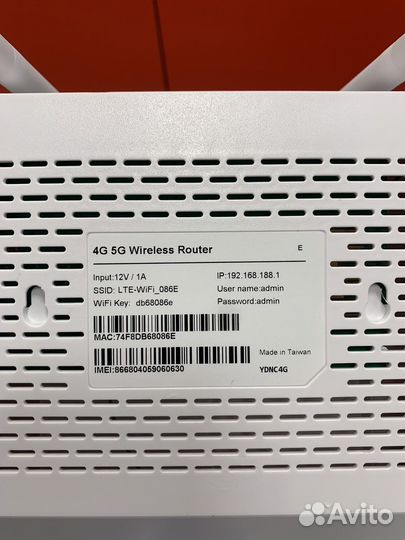 4G 5G Wireless Router E
Input:12V / 1A IP:192.168.188.1
SSID: LTE-WiFi_086E User name:admin
WiFi Key: db68086e Password:admin
MAC:74F8DB68086E
Made in Taiwan
IMEI:866804059060630 YDNC4G
Avito